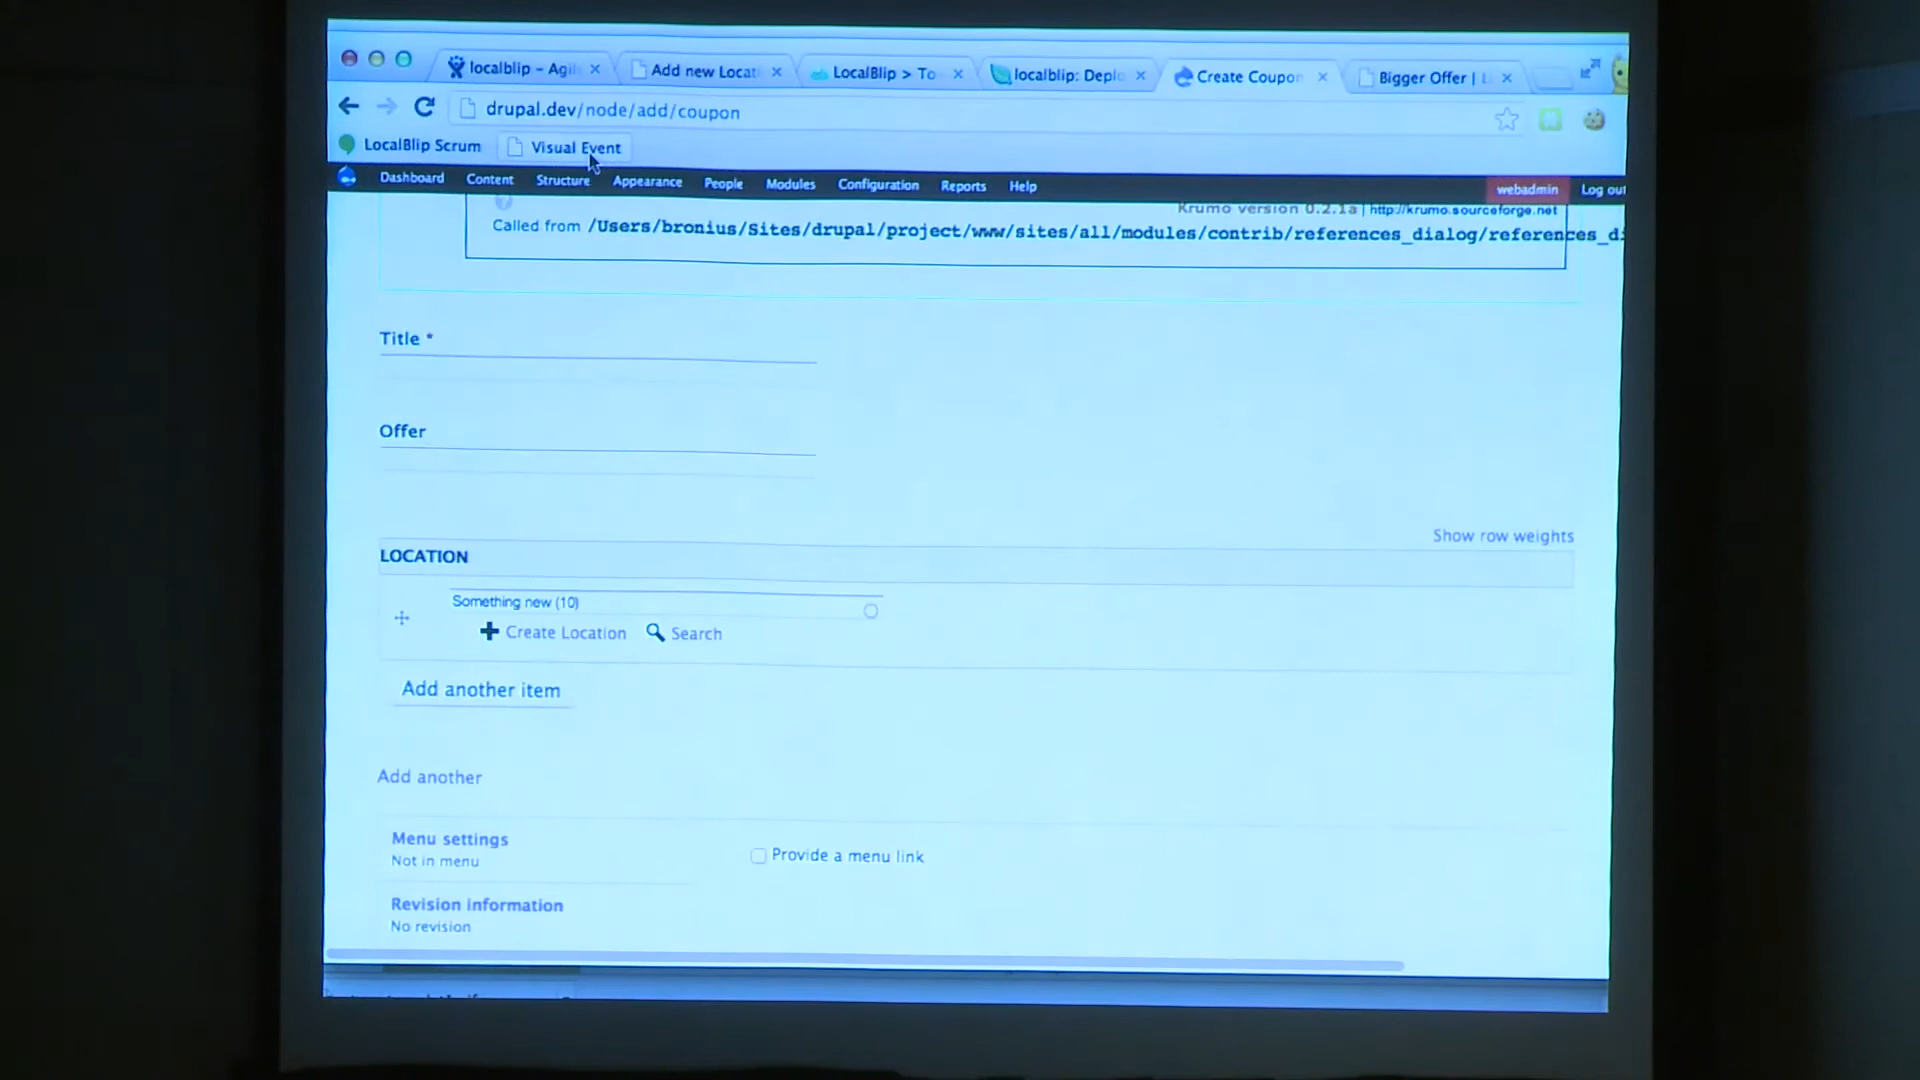 localblip - Agil
Add new Locat
LocalBlip > To
localblip: Deplo
Create Coupon
Bigger Offer | L
drupal.dev/node/add/coupon
LocalBlip Scrum
Visual Event
Dashboard Content Structure Appearance People Modules Configuration Reports Help webadmin Log out
Krumo version 0.2.1a | http://krumo.sourceforge.net
Called from /Users/bronius/Sites/drupal/project/www/sites/all/modules/contrib/references_dialog/references_di
Title *
Offer
Show row weights
LOCATION
Something new (10)
Create Location Search
Add another item
Add another
Menu settings
Not in menu
Provide a menu link
Revision information
No revision